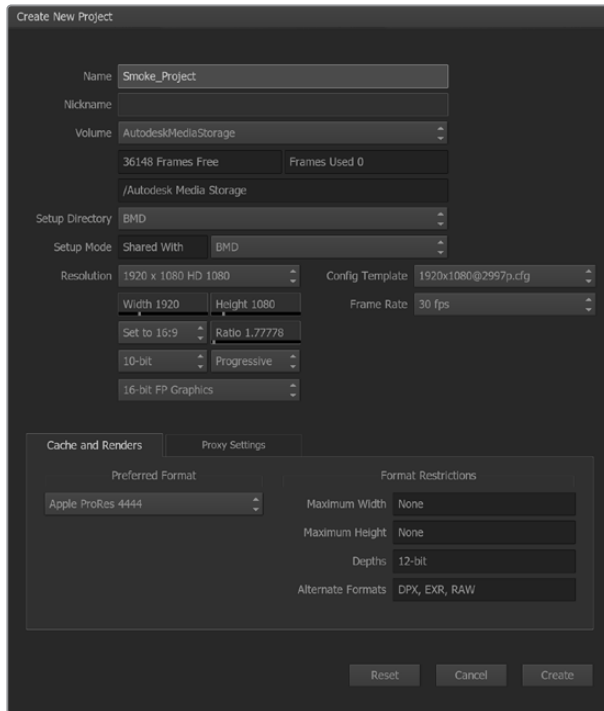 Create New Project
Name Smoke_Project
Nickname
Volume AutodeskMediaStorage
36148 Frames Free Frames Used 0
/Autodesk Media Storage
Setup Directory BMD
Setup Mode Shared With BMD
Resolution 1920 x 1080 HD 1080 Config Template 1920x1080@2997p.cfg
Width 1920 Height 1080 Frame Rate 30 fps
Set to 16:9 Ratio 1.77778
10-bit Progressive
16-bit FP Graphics
Cache and Renders Proxy Settings
Preferred Format Format Restrictions
Apple ProRes 4444 Maximum Width None
Maximum Height None
Depths 12-bit
Alternate Formats DPX, EXR, RAW
Reset Cancel Create